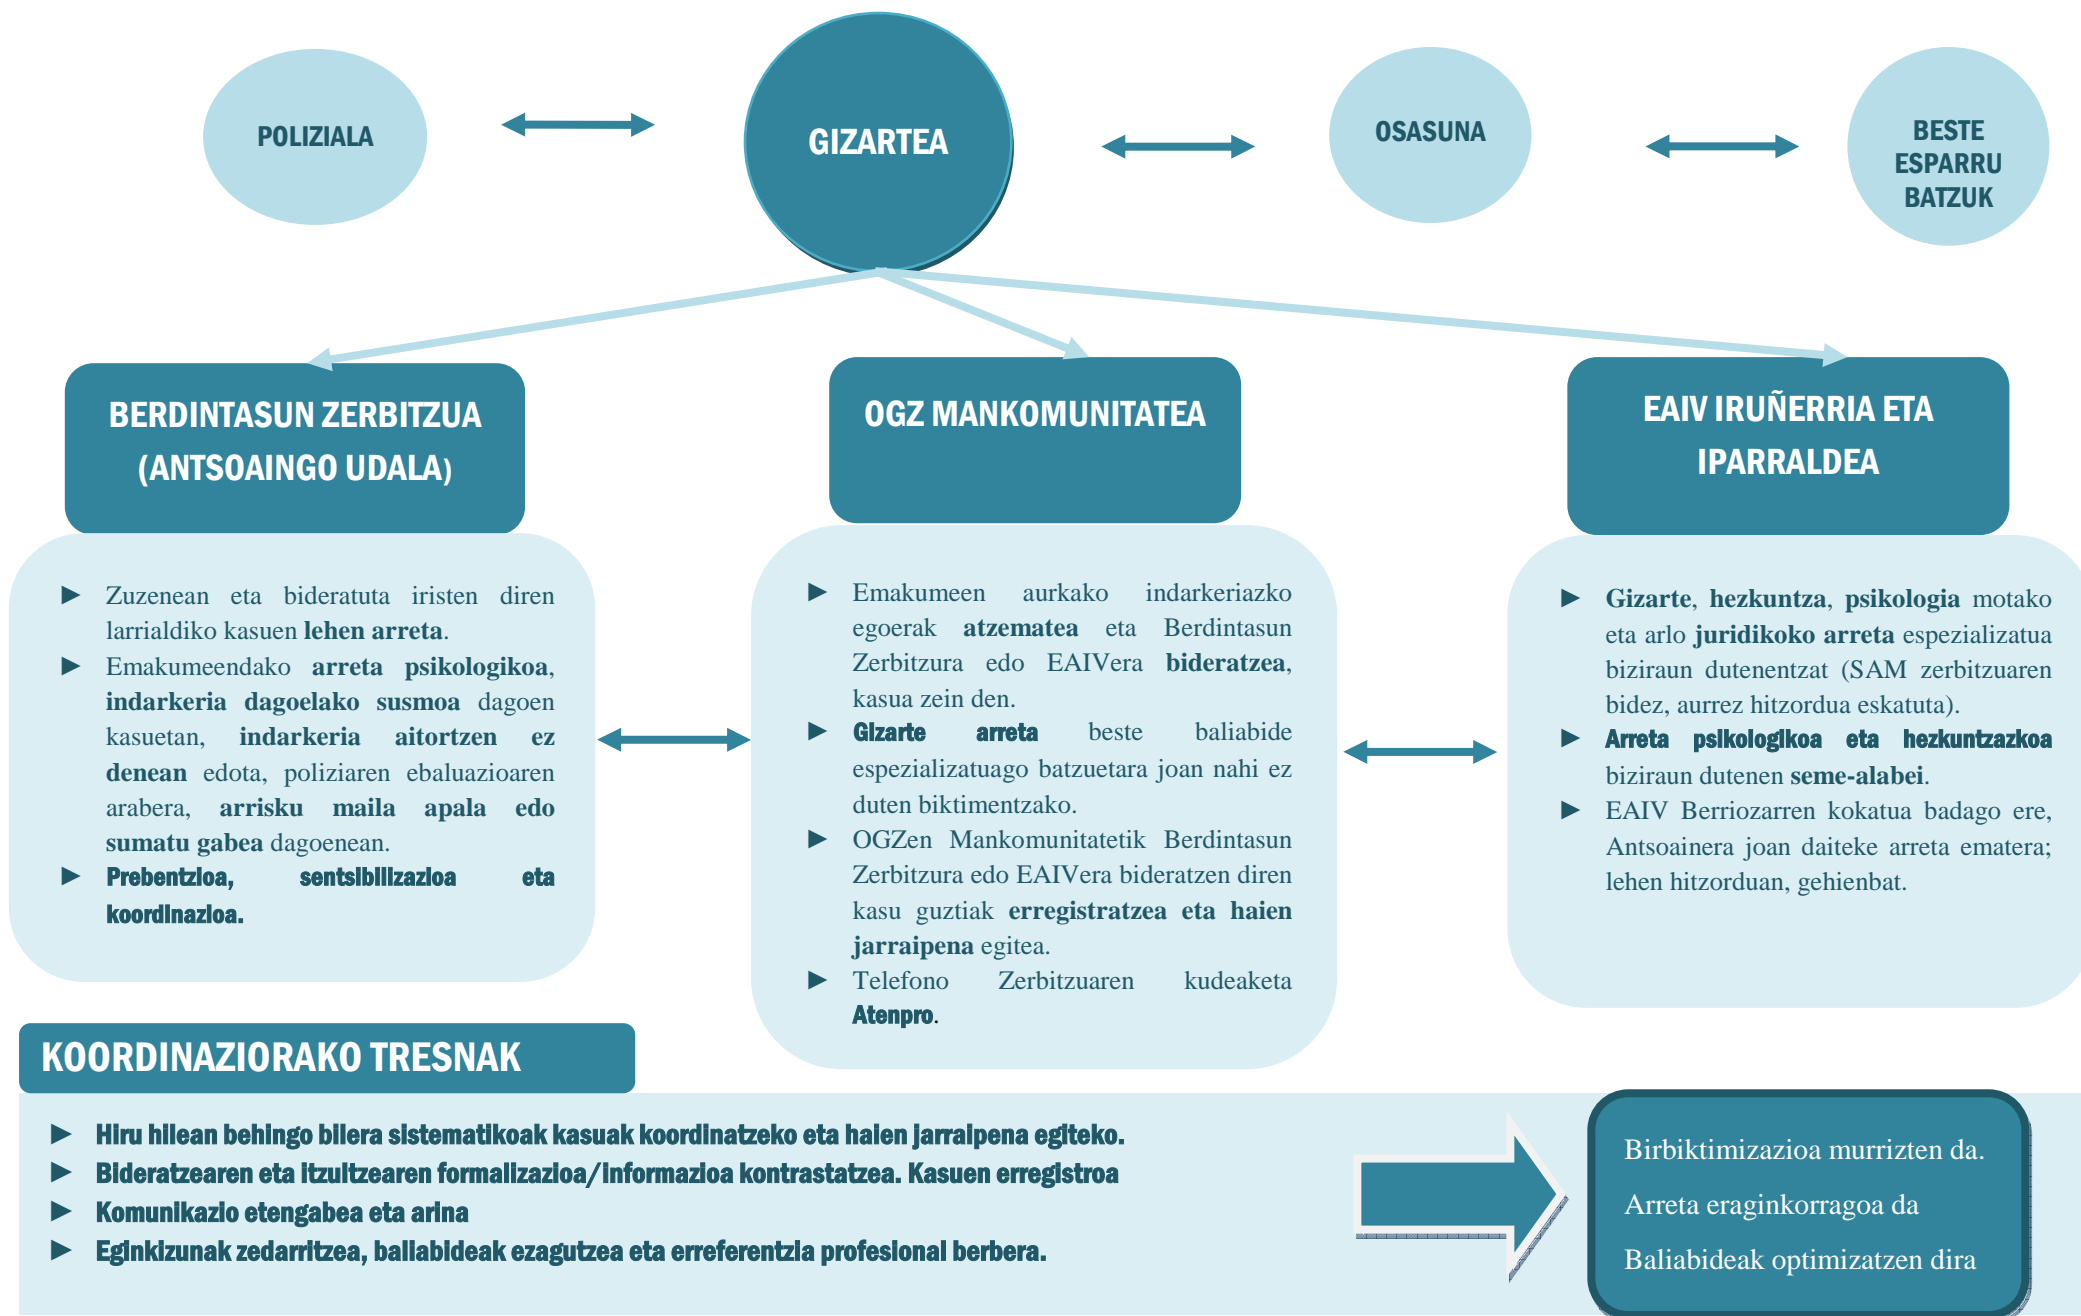 POLIZIALA
GIZARTEA
OSASUNA
BESTE
ESPARRU
BATZUK
BERDINTASUN ZERBITZUA
(ANTSOAINGO UDALA)
OGZ MANKOMUNITATEA
EAIV IRUÑERRIA ETA
IPARRALDEA
► Zuzenean eta bideratuta iristen diren
larrialdiko kasuen lehen arreta.
► Emakumeendako arreta psikologikoa,
indarkeria dagoelako susmoa dagoen
kasuetan, indarkeria aitortzen ez
denean edota, poliziaren ebaluazioaren
arabera, arrisku maila apala edo
sumatu gabea dagoenean.
► Prebentzioa, sentsibilizazioa eta
koordinazioa.
► Emakumeen aurkako indarkeriazko
egoerak atzematea eta Berdintasun
Zerbitzura edo EAIVera bideratzea,
kasua zein den.
► Gizarte arreta beste baliabide
espezializatuago batzuetara joan nahi ez
duten biktimentzako.
► OGZen Mankomunitatetik Berdintasun
Zerbitzura edo EAIVera bideratzen diren
kasu guztiak erregistratzea eta haien
jarraipena egitea.
► Telefono Zerbitzuaren kudeaketa
Atenpro.
► Gizarte, hezkuntza, psikologia motako
eta arlo juridikoko arreta espezializatua
biziraun dutenentzat (SAM zerbitzuaren
bidez, aurrez hitzordua eskatuta).
► Arreta psikologikoa eta hezkuntzazkoa
biziraun dutenen seme-alabei.
► EAIV Berriozarren kokatua badago ere,
Antsoainera joan daiteke arreta ematera;
lehen hitzorduan, gehienbat.
KOORDINAZIORAKO TRESNAK
► Hiru hilean behingo bilera sistematikoak kasuak koordinatzeko eta haien jarraipena egiteko.
► Bideratzearen eta itzultzearen formalizazioa/informazioa kontrastatzea. Kasuen erregistroa
► Komunikazio etengabea eta arina
► Eginkizunak zedarritzea, baliabideak ezagutzea eta erreferentzia profesional berbera.
Birbiktimizazioa murrizten da.
Arreta eraginkorragoa da
Baliabideak optimizatzen dira